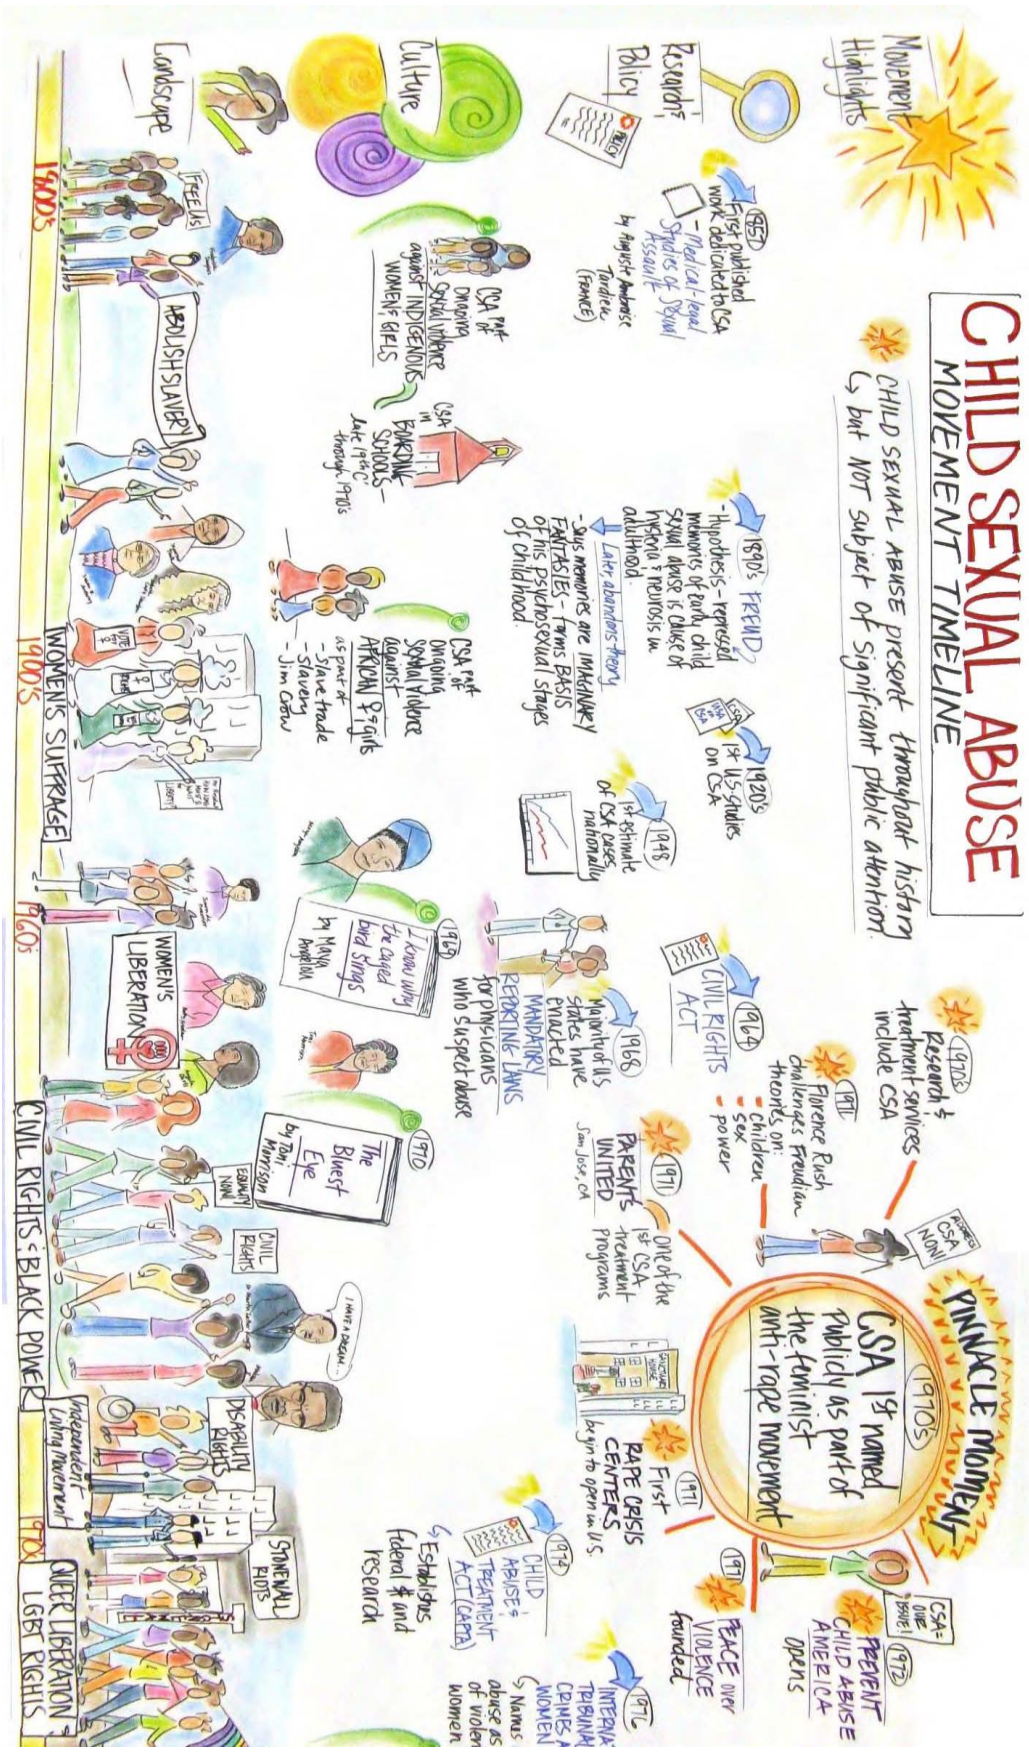 CHILD SEXUAL ABUSE
MOVEMENT TIMELINE
CHILD SEXUAL ABUSE present throughout history
↳ but NOT subject of Significant public attention.
Movement
Highlights
Research &
Policy
POLICY
Culture
Landscape
1857
First published
work dedicated to CSA
- Medical-legal
Studies of Sexual
Assault
by Auguste Ambroise
Tardieu
(FRANCE)
1890's FREUD
- Hypothesis - repressed
memories of early child
sexual abuse is cause of
hysteria & neurosis in
adulthood
Later, abandons theory
- Says memories are IMAGINARY
FANTASIES - forms BASIS
of his psychosexual stages
of childhood.
1920's
1st U.S. studies
on CSA
CSA
1948
1st estimate
of CSA cases
nationally
1964
CIVIL RIGHTS
ACT
1968
Majority of US
states have
enacted
MANDATORY
REPORTING LAWS
for physicians
who suspect abuse
1970's
Research &
treatment services
include CSA
1971
Florence Rush
challenges Freudian
theories on:
- children
- sex
- power
1971
PARENTS
UNITED
San Jose, CA
one of the
1st CSA
treatment
programs
ADDRESS
CSA
NOW!
PINNACLE MOMENT
1970's
CSA 1st named
publicly as part of
the feminist
anti-rape movement
SANCTUARY
HOUSE
1971
First
RAPE CRISIS
CENTERS
begin to open in U.S.
CSA =
OUR
ISSUE!
1972
PREVENT
CHILD ABUSE
AMERICA
opens
1971
PEACE over
VIOLENCE
founded
1974
CHILD
ABUSE &
TREATMENT
ACT (CAPTA)
↳ Establishes
federal $ and
research
1976
INTERNA
TRIBUNAL
CRIMES A
WOMEN
↳ Names
abuse as
of violen
women
CSA part of
ongoing
sexual violence
against INDIGENOUS
WOMEN & GIRLS
CSA
in
BOARDING
SCHOOLS -
late 19th C
through 1970's
CSA part
of
ongoing
sexual violence
against
AFRICAN ♀ & girls
as part of
- Slave trade
- Slavery
- Jim Crow
1969
I know why
the caged
bird sings
by Maya
Angelou
1970
The
Bluest
Eye
by Toni
Morrison
FREE US
ABOLISH SLAVERY
VOTE
WOMEN'S
LIBERATION
EQUALITY
NOW!
CIVIL
RIGHTS
I HAVE A DREAM...
DISABILITY
RIGHTS
STONEWALL
RIOTS
1800's
1900's
WOMEN'S SUFFRAGE
1960's
CIVIL RIGHTS & BLACK POWER
Independent
Living Movement
1970's
QUEER LIBERATION &
LGBT RIGHTS